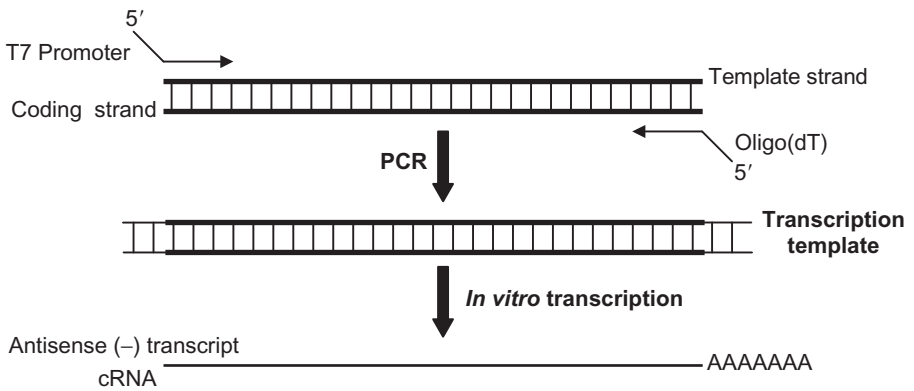 5′
T7 Promoter
Template strand
Coding strand
Oligo(dT)
5′
PCR
Transcription
template
In vitro transcription
Antisense (–) transcript
cRNA
AAAAAAA